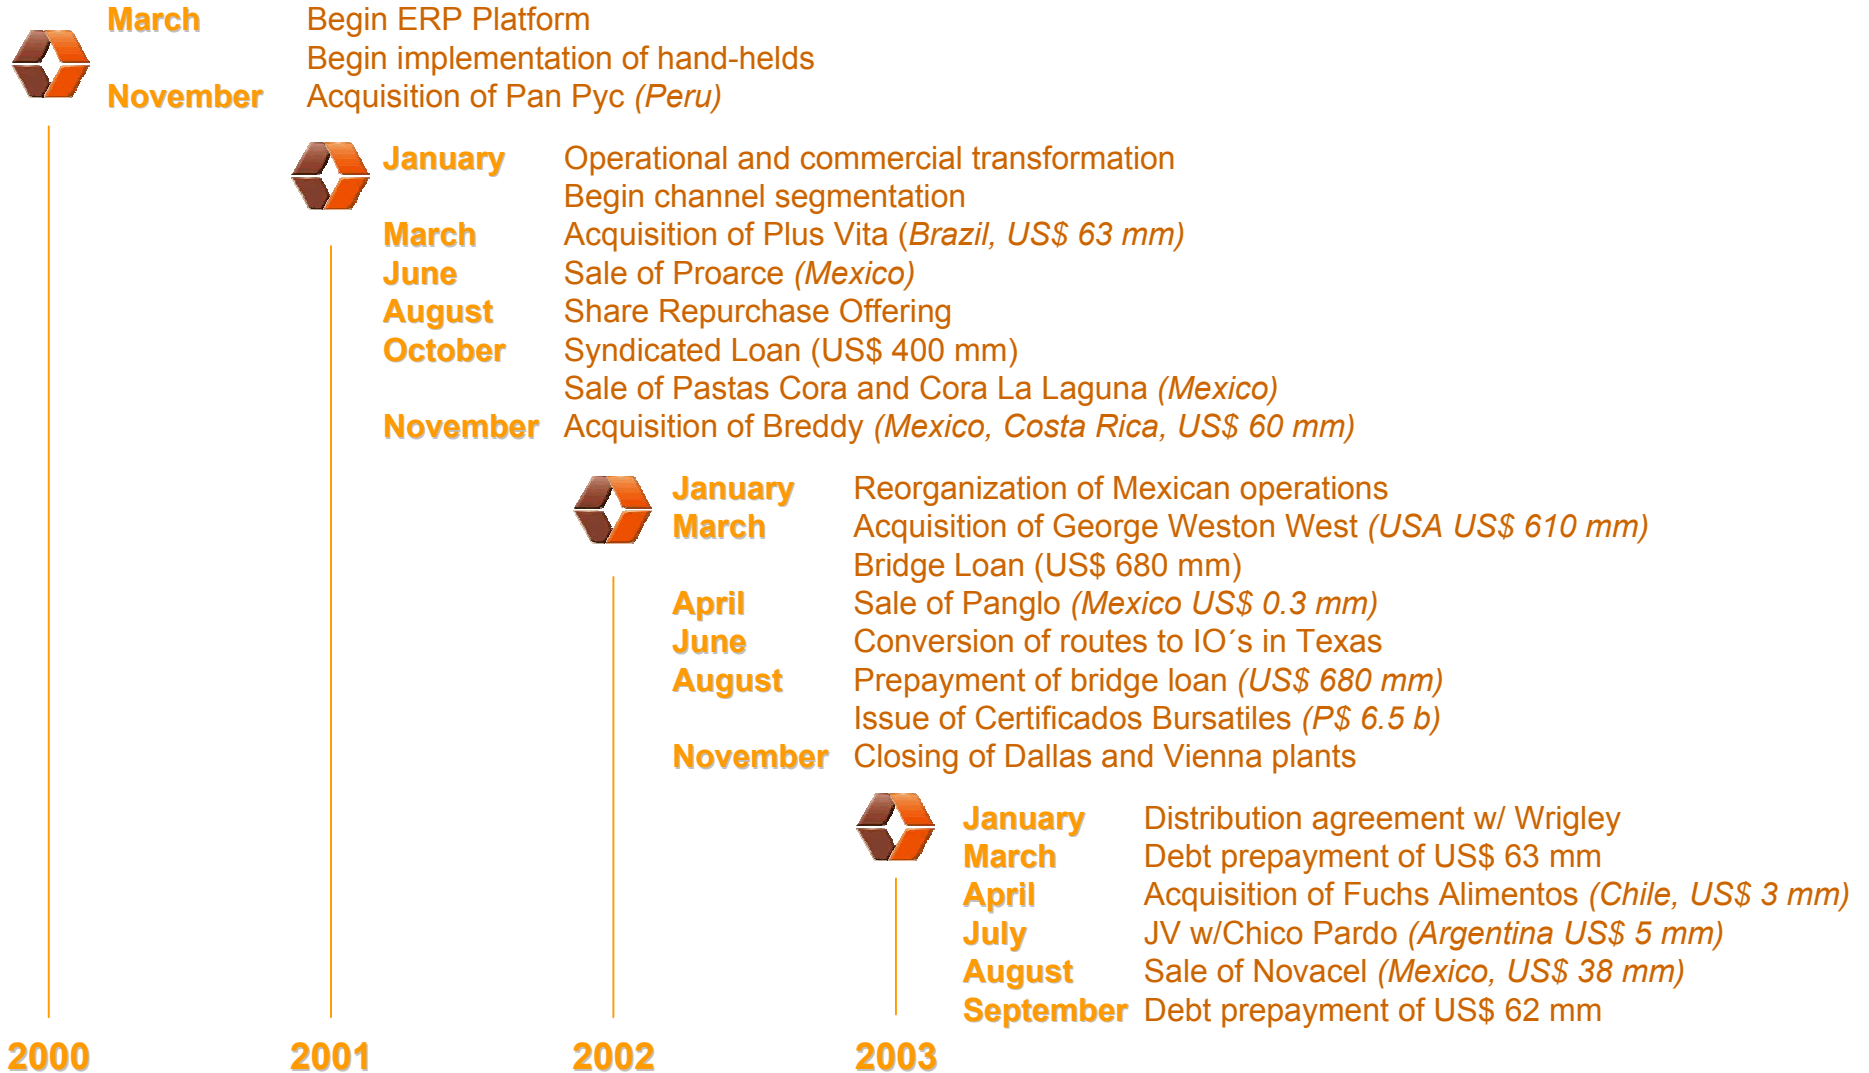 March Begin ERP Platform
Begin implementation of hand-helds
November Acquisition of Pan Pyc (Peru)
January Operational and commercial transformation
Begin channel segmentation
March Acquisition of Plus Vita (Brazil, US$ 63 mm)
June Sale of Proarce (Mexico)
August Share Repurchase Offering
October Syndicated Loan (US$ 400 mm)
Sale of Pastas Cora and Cora La Laguna (Mexico)
November Acquisition of Breddy (Mexico, Costa Rica, US$ 60 mm)
January Reorganization of Mexican operations
March Acquisition of George Weston West (USA US$ 610 mm)
Bridge Loan (US$ 680 mm)
April Sale of Panglo (Mexico US$ 0.3 mm)
June Conversion of routes to IO´s in Texas
August Prepayment of bridge loan (US$ 680 mm)
Issue of Certificados Bursatiles (P$ 6.5 b)
November Closing of Dallas and Vienna plants
January Distribution agreement w/ Wrigley
March Debt prepayment of US$ 63 mm
April Acquisition of Fuchs Alimentos (Chile, US$ 3 mm)
July JV w/Chico Pardo (Argentina US$ 5 mm)
August Sale of Novacel (Mexico, US$ 38 mm)
September Debt prepayment of US$ 62 mm
2000 2001 2002 2003